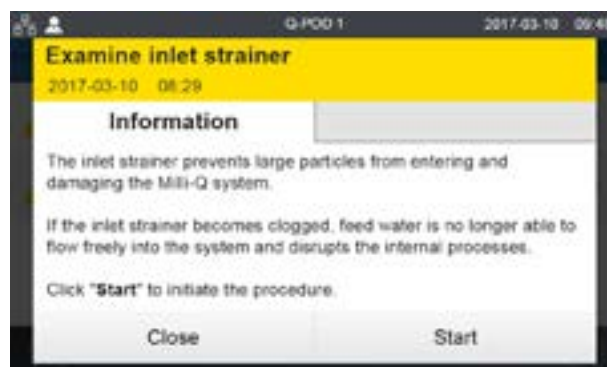 Q-POD 1 2017-03-10
Examine inlet strainer
2017-03-10 08:29
Information
The inlet strainer prevents large particles from entering and
damaging the Milli-Q system.
If the inlet strainer becomes clogged, feed water is no longer able to
flow freely into the system and disrupts the internal processes.
Click "Start" to initiate the procedure.
Close Start